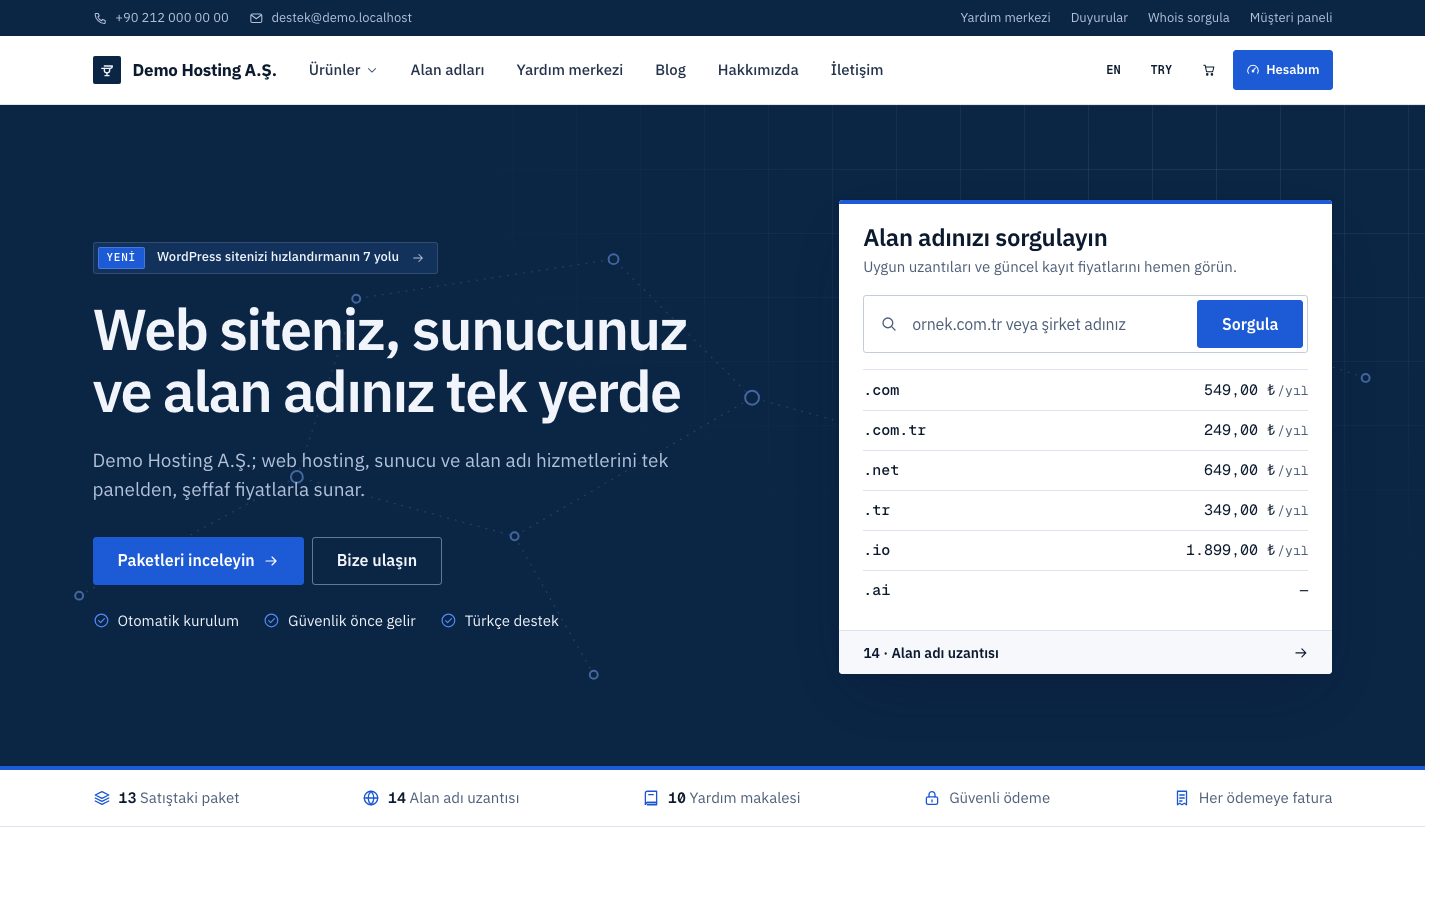 +90 212 000 00 00
destek@demo.localhost
Yardım merkezi
Duyurular
Whois sorgula
Müşteri paneli
Demo Hosting A.Ş.
Ürünler
Alan adları
Yardım merkezi
Blog
Hakkımızda
İletişim
EN
TRY
Hesabım
YENİ
WordPress sitenizi hızlandırmanın 7 yolu
Web siteniz, sunucunuz
ve alan adınız tek yerde
Demo Hosting A.Ş.; web hosting, sunucu ve alan adı hizmetlerini tek
panelden, şeffaf fiyatlarla sunar.
Paketleri inceleyin
Bize ulaşın
Otomatik kurulum
Güvenlik önce gelir
Türkçe destek
Alan adınızı sorgulayın
Uygun uzantıları ve güncel kayıt fiyatlarını hemen görün.
ornek.com.tr veya şirket adınız
Sorgula
.com 549,00 ₺/yıl
.com.tr 249,00 ₺/yıl
.net 649,00 ₺/yıl
.tr 349,00 ₺/yıl
.io 1.899,00 ₺/yıl
.ai —
14 · Alan adı uzantısı
13 Satıştaki paket
14 Alan adı uzantısı
10 Yardım makalesi
Güvenli ödeme
Her ödemeye fatura